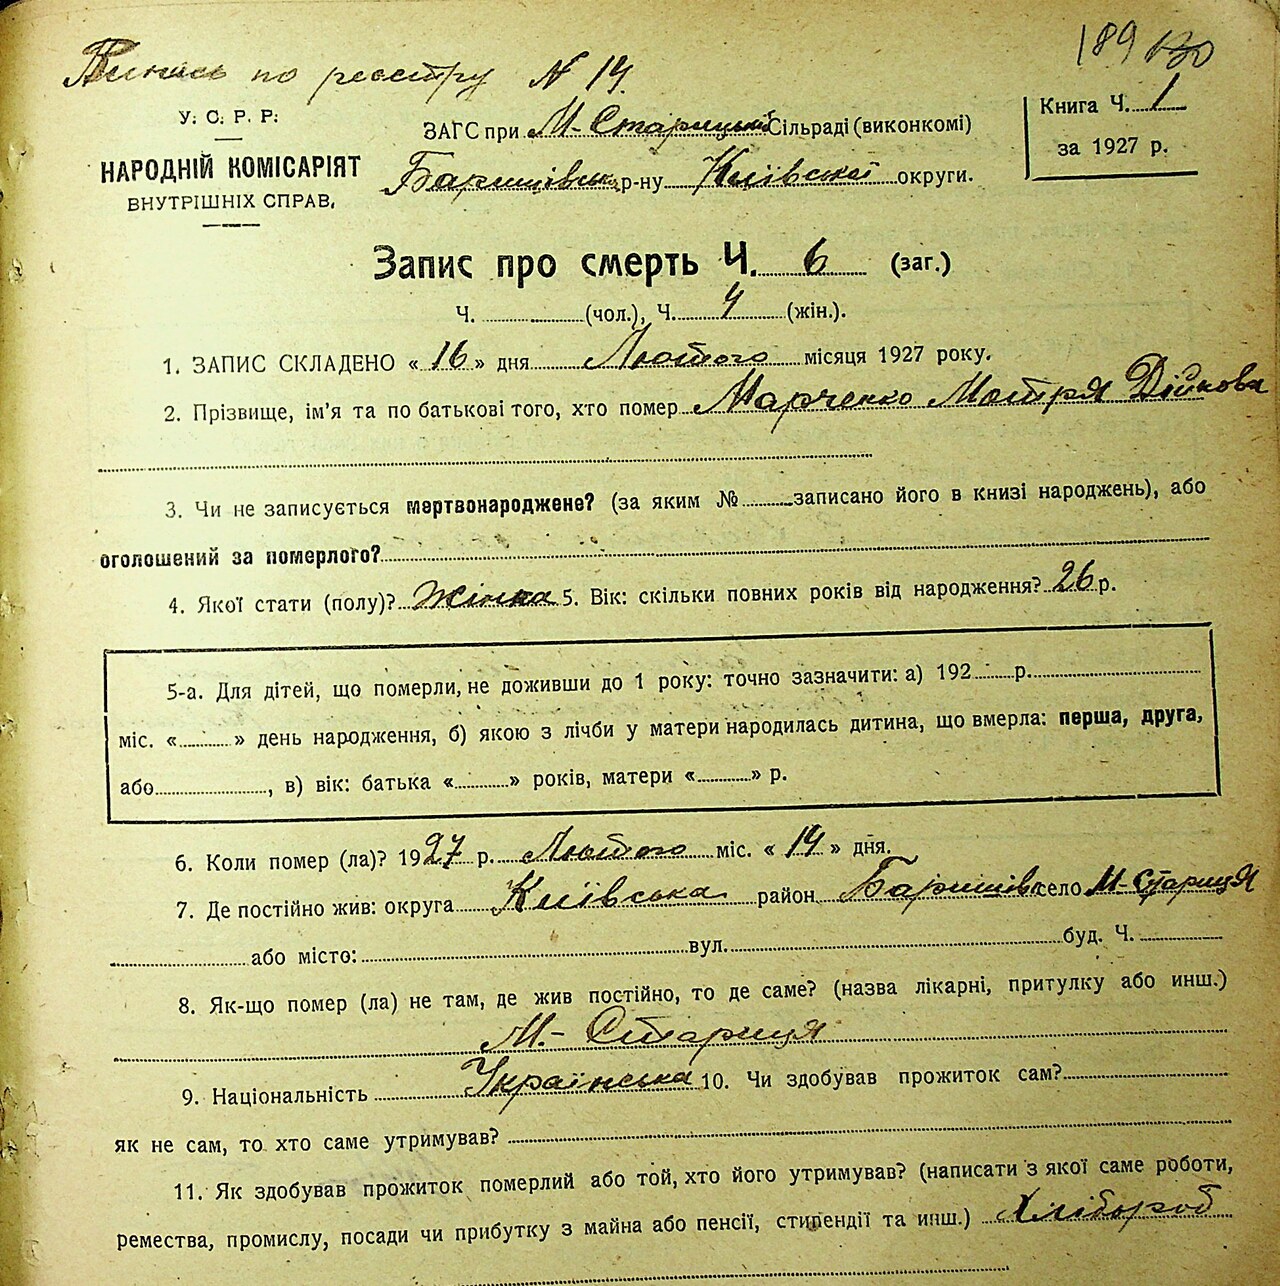 Випись по реєстру N 14.
189 130
У. С. Р. Р.
НАРОДНІЙ КОМІСАРІЯТ
ВНУТРІШНІХ СПРАВ.
ЗАГС при М-Старицькій Сільраді (виконкомі)
Баришівськ. р-ну Київської округи.
Книга Ч. 1
за 1927 р.
Запис про смерть Ч. 6 (заг.)
Ч. (чол.), Ч. 4 (жін.).
1. ЗАПИС СКЛАДЕНО « 16 » дня Лютого місяця 1927 року.
2. Прізвище, ім'я та по батькові того, хто помер Марченко Мотря
3. Чи не записується мертвонароджене? (за яким № записано його в книзі народжень), або
оголошений за померлого?
4. Якої стати (полу)? Жінка 5. Вік: скільки повних років від народження? 26 р.
5-а. Для дітей, що померли, не доживши до 1 року: точно зазначити: а) 192 р.
міс. « » день народження, б) якою з лічби у матери народилась дитина, що вмерла: перша, друга,
або , в) вік: батька « » років, матери « » р.
6. Коли помер (ла)? 1927 р. Лютого міс. « 14 » дня.
7. Де постійно жив: округа Київська район Баришівськ село М-Стариця
або місто: вул. буд. Ч.
8. Як-що помер (ла) не там, де жив постійно, то де саме? (назва лікарні, притулку або инш.)
М.- Стариця
9. Національність Українська 10. Чи здобував прожиток сам?
як не сам, то хто саме утримував?
11. Як здобував прожиток померлий або той, хто його утримував? (написати з якої саме роботи,
ремества, промислу, посади чи прибутку з майна або пенсії, стипендії та инш.) Хлібороб